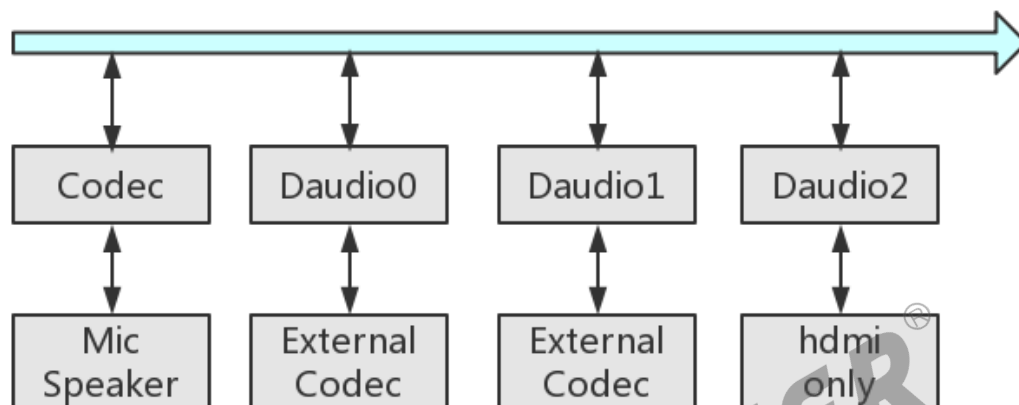 Codec
Daudio0
Daudio1
Daudio2
Mic
Speaker
External
Codec
External
Codec
hdmi
only
®